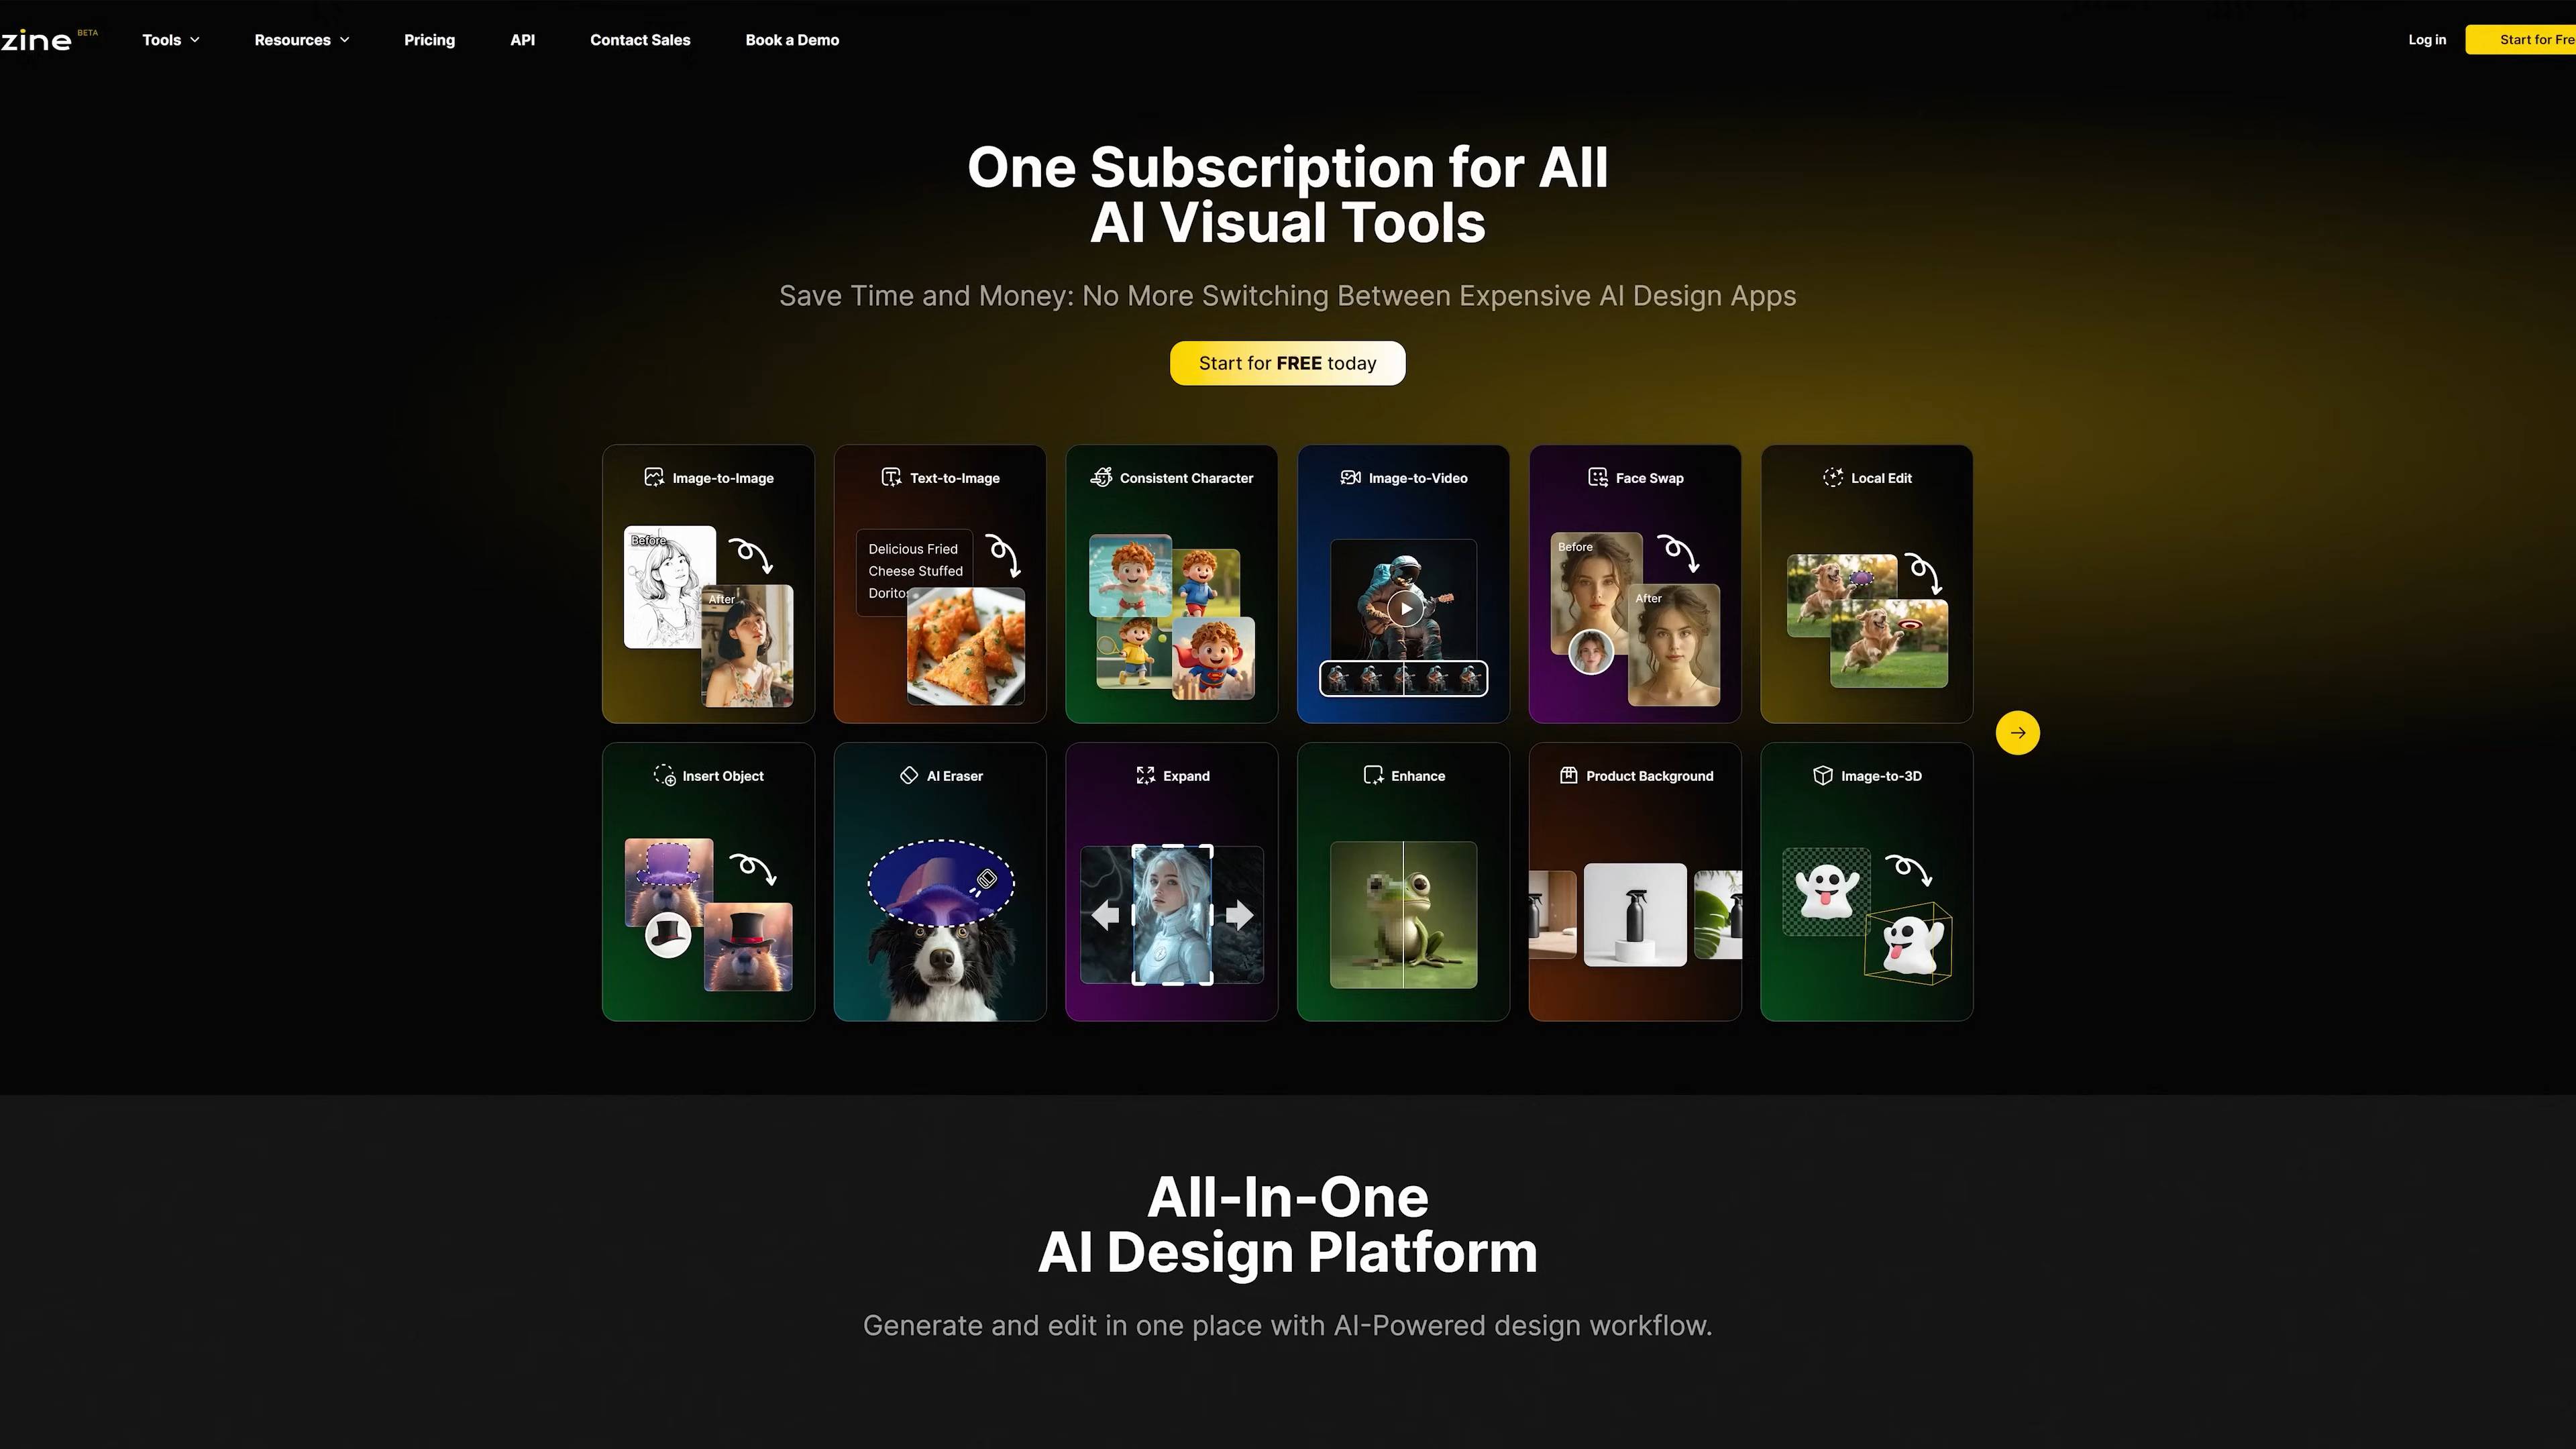 zine BETA
Tools
Resources
Pricing
API
Contact Sales
Book a Demo
Log in
Start for Fre
One Subscription for All
AI Visual Tools
Save Time and Money: No More Switching Between Expensive AI Design Apps
Start for FREE today
Image-to-Image
Before
After
Text-to-Image
Delicious Fried
Cheese Stuffed
Doritos
Consistent Character
Image-to-Video
Face Swap
Before
After
Local Edit
Insert Object
AI Eraser
Expand
Enhance
Product Background
Image-to-3D
All-In-One
AI Design Platform
Generate and edit in one place with AI-Powered design workflow.